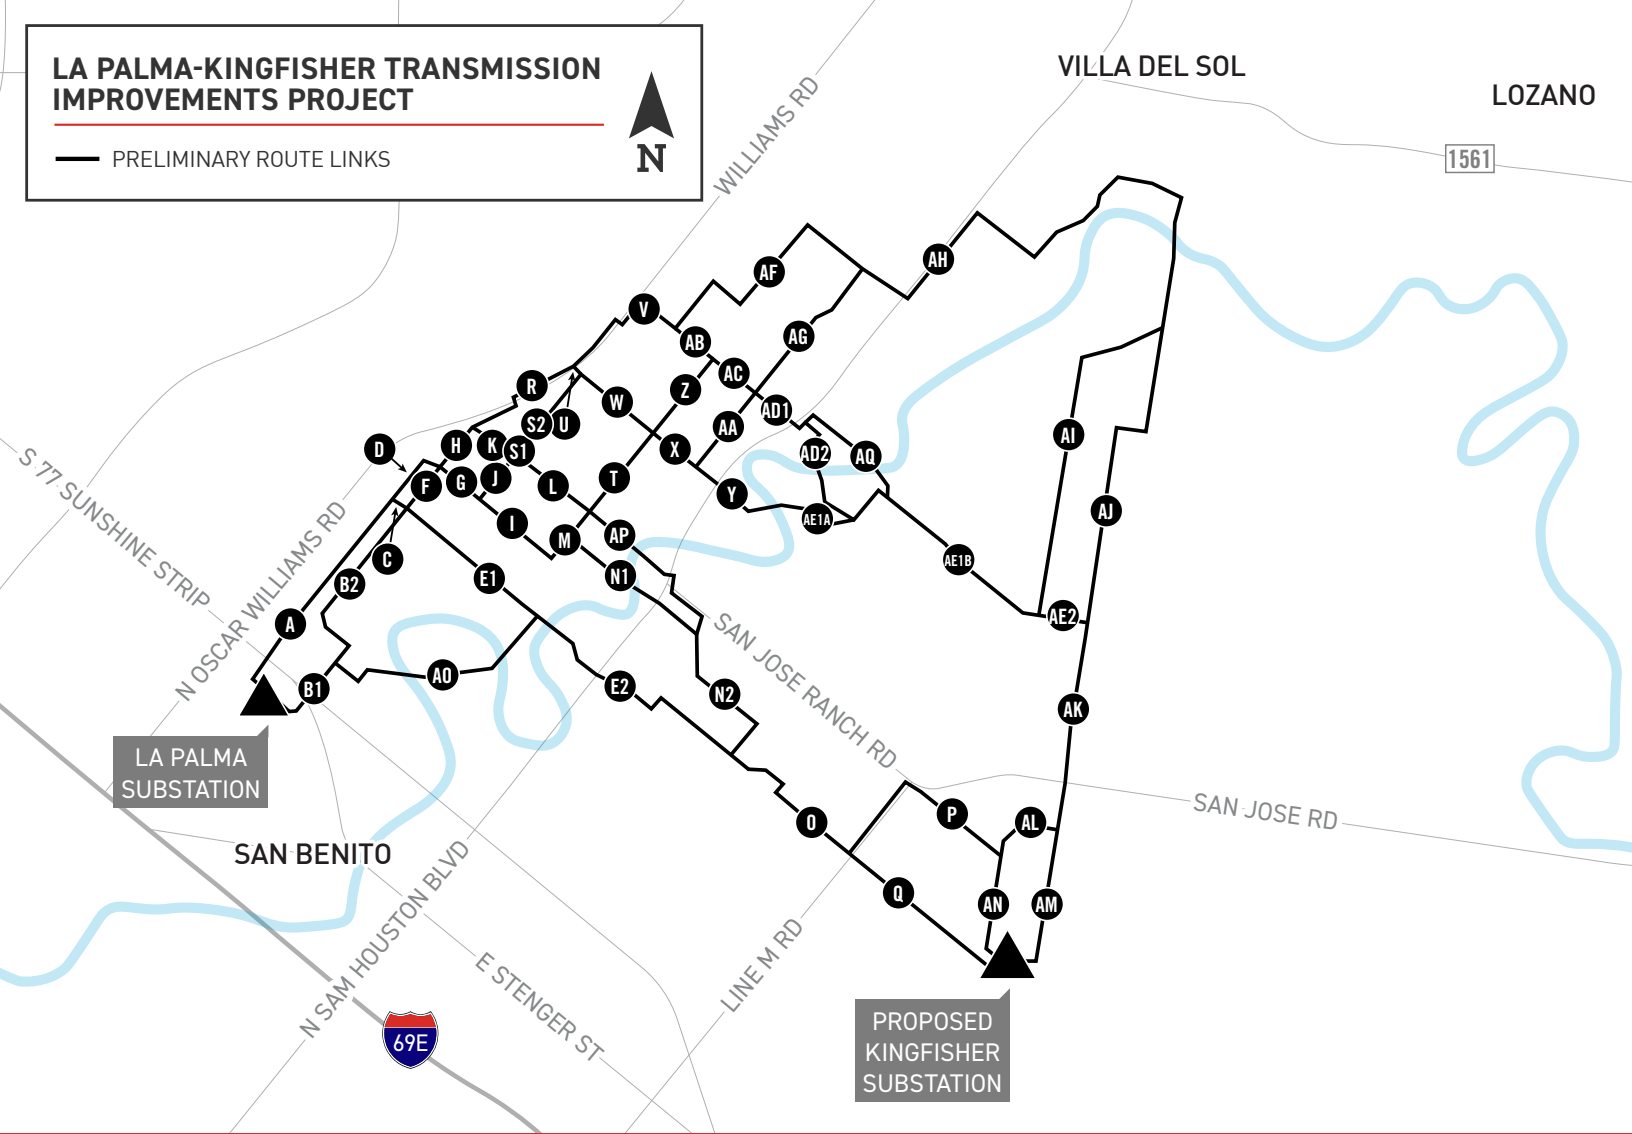 LA PALMA-KINGFISHER TRANSMISSION
IMPROVEMENTS PROJECT
PRELIMINARY ROUTE LINKS
N
VILLA DEL SOL
LOZANO
1561
WILLIAMS RD
AH
AF
V
AG
AB
AC
R
Z
W
AD1
S2
U
AA
AI
D
H
K
S1
X
AD2
AQ
F
G
J
L
T
Y
I
AJ
AE1A
M
AP
C
AE1B
B2
E1
N1
S 77 SUNSHINE STRIP
N OSCAR WILLIAMS RD
A
AE2
AO
B1
E2
N2
AK
SAN JOSE RANCH RD
LA PALMA
SUBSTATION
SAN JOSE RD
O
P
AL
SAN BENITO
Q
AN
AM
N SAM HOUSTON BLVD
E STENGER ST
LINE M RD
69E
PROPOSED
KINGFISHER
SUBSTATION